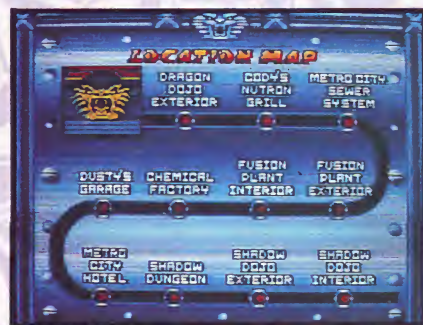 LOCATION MAP
DRAGON
DOJO
EXTERIOR
CODY'S
NUTRON
GRILL
METRO CITY
SEWER
SYSTEM
DUSTY'S
GARAGE
CHEMICAL
FACTORY
FUSION
PLANT
INTERIOR
FUSION
PLANT
EXTERIOR
METRO
CITY
HOTEL
SHADOW
DUNGEON
SHADOW
DOJO
EXTERIOR
SHADOW
DOJO
INTERIOR